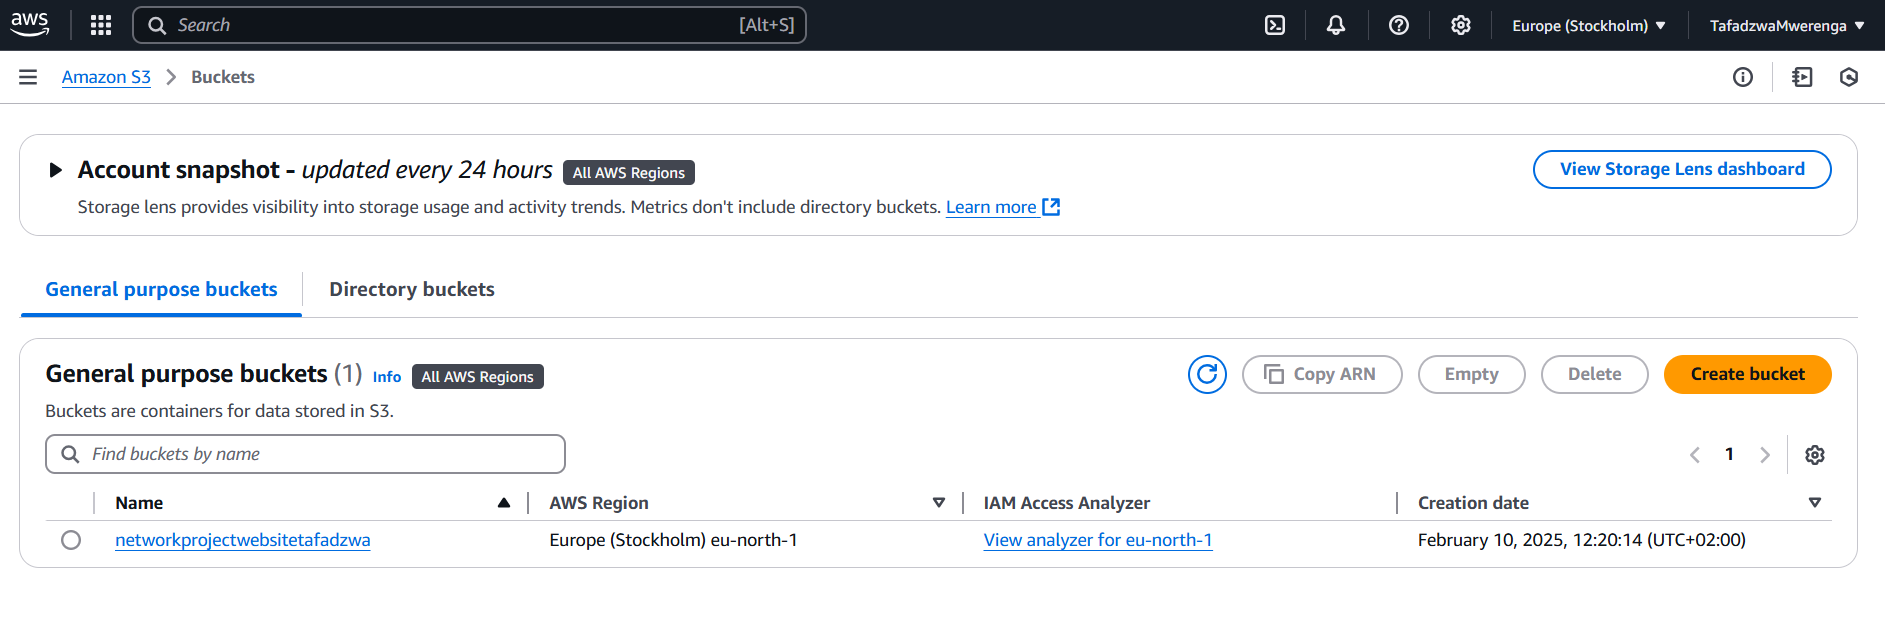 aws Search [Alt+S] Europe (Stockholm) TafadzwaMwerenga
Amazon S3 Buckets
Account snapshot - updated every 24 hours All AWS Regions View Storage Lens dashboard
Storage lens provides visibility into storage usage and activity trends. Metrics don't include directory buckets. Learn more
General purpose buckets Directory buckets
General purpose buckets (1) Info All AWS Regions Copy ARN Empty Delete Create bucket
Buckets are containers for data stored in S3.
Find buckets by name 1
Name AWS Region IAM Access Analyzer Creation date
networkprojectwebsitetafadzwa Europe (Stockholm) eu-north-1 View analyzer for eu-north-1 February 10, 2025, 12:20:14 (UTC+02:00)